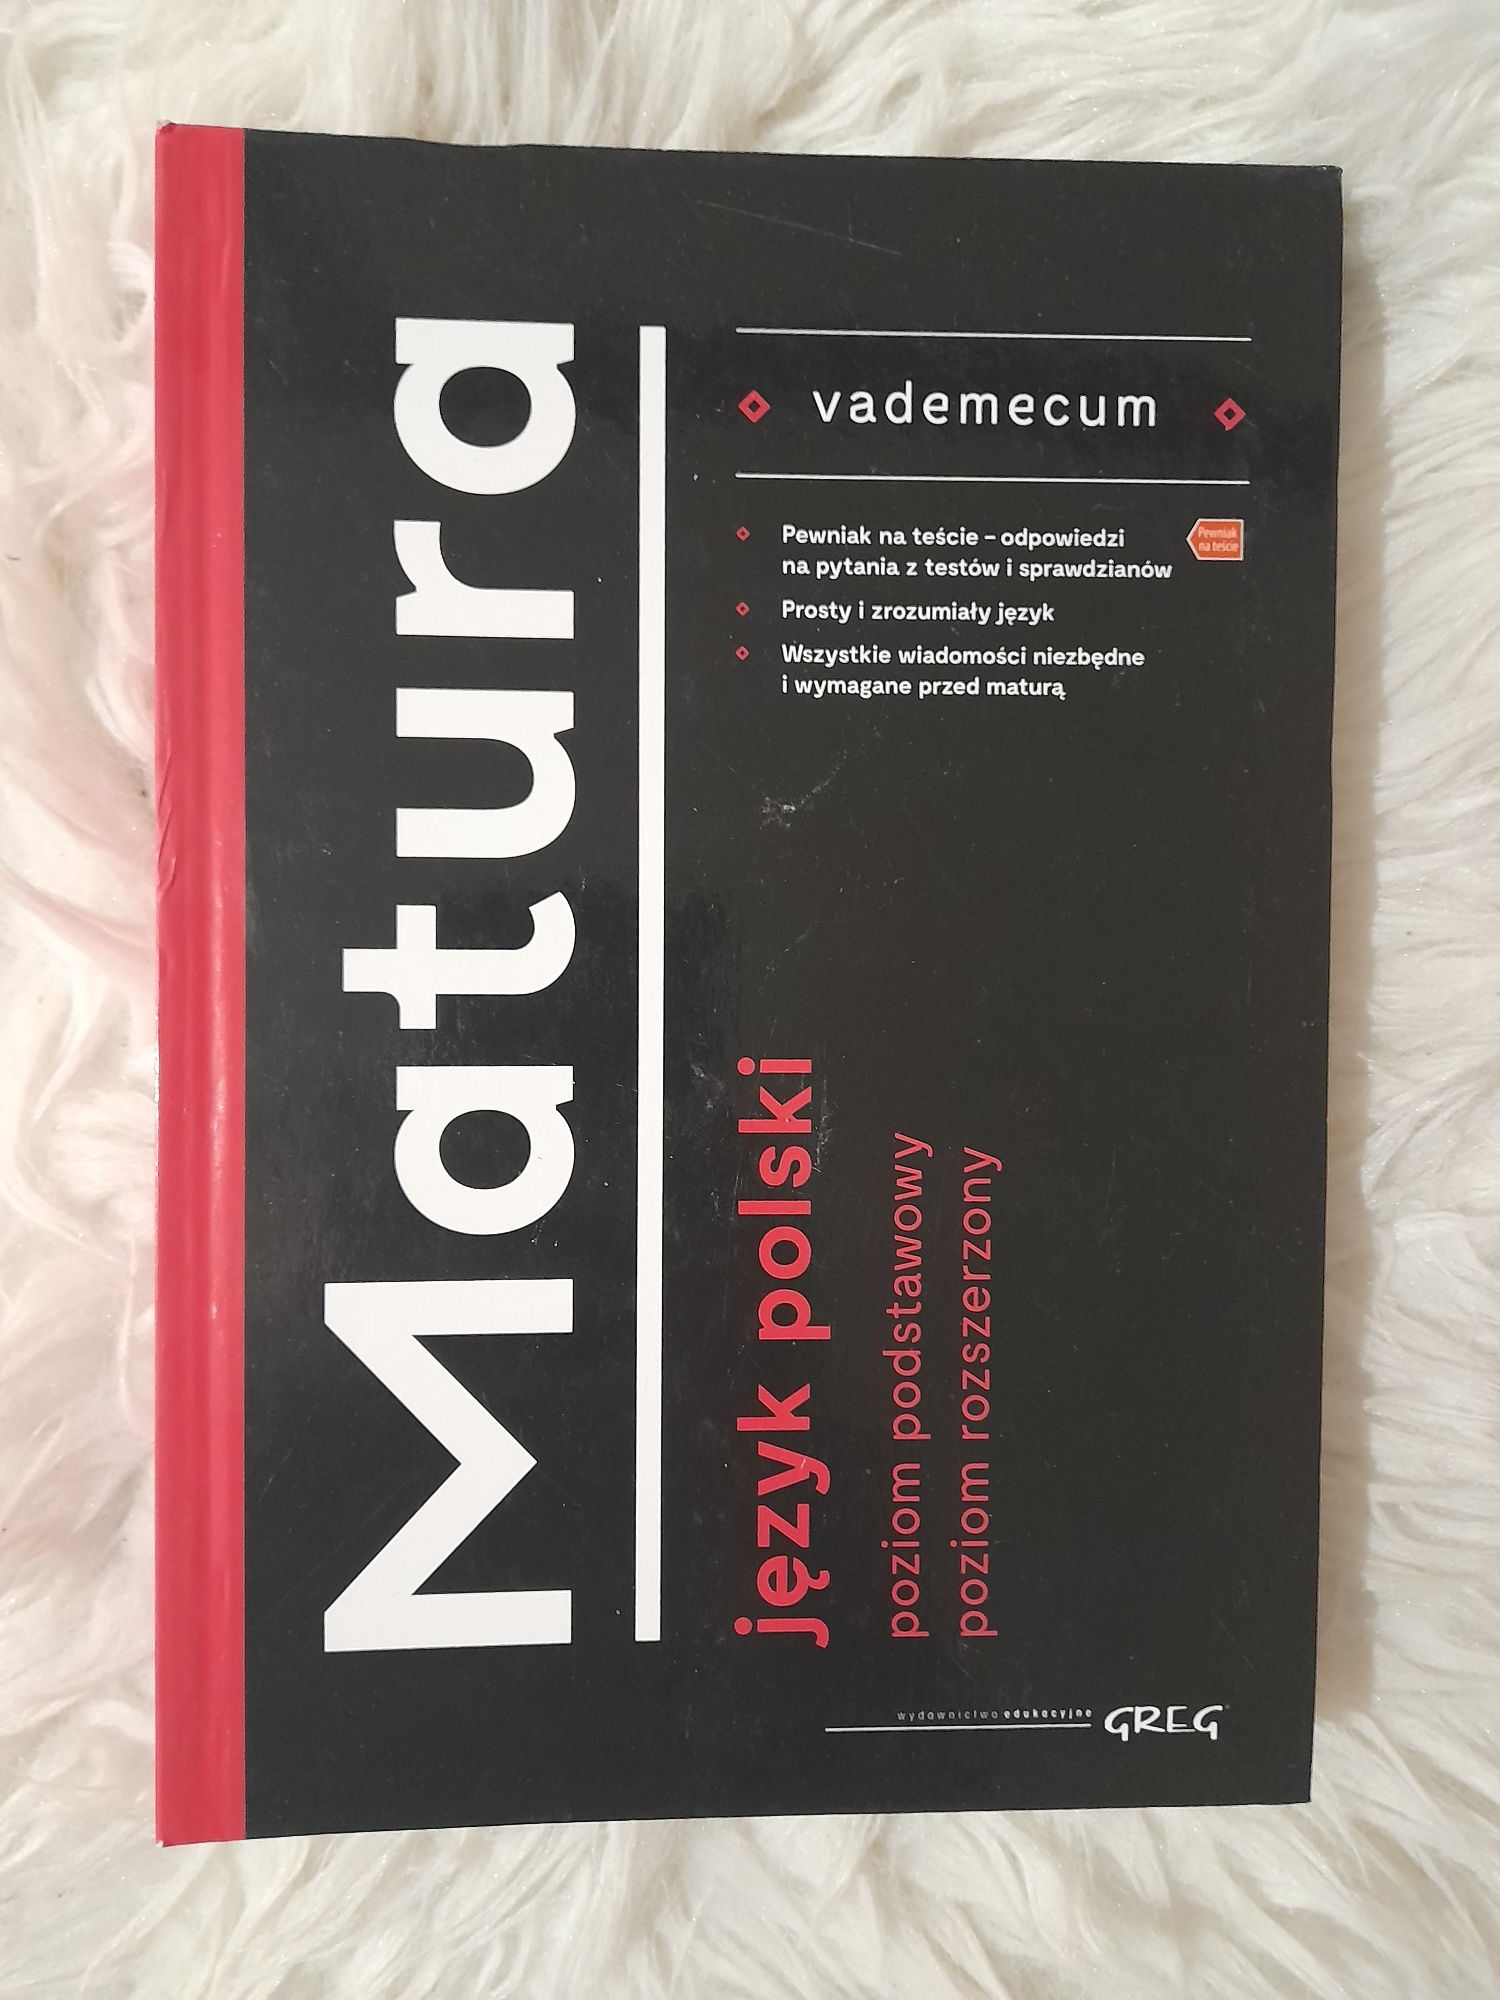 Matura
vademecum
Pewniak na teście – odpowiedzi
na pytania z testów i sprawdzianów
Pewniak
na teście
Prosty i zrozumiały język
Wszystkie wiadomości niezbędne
i wymagane przed maturą
język polski
poziom podstawowy
poziom rozszerzony
wydawnictwo edukacyjne GREG